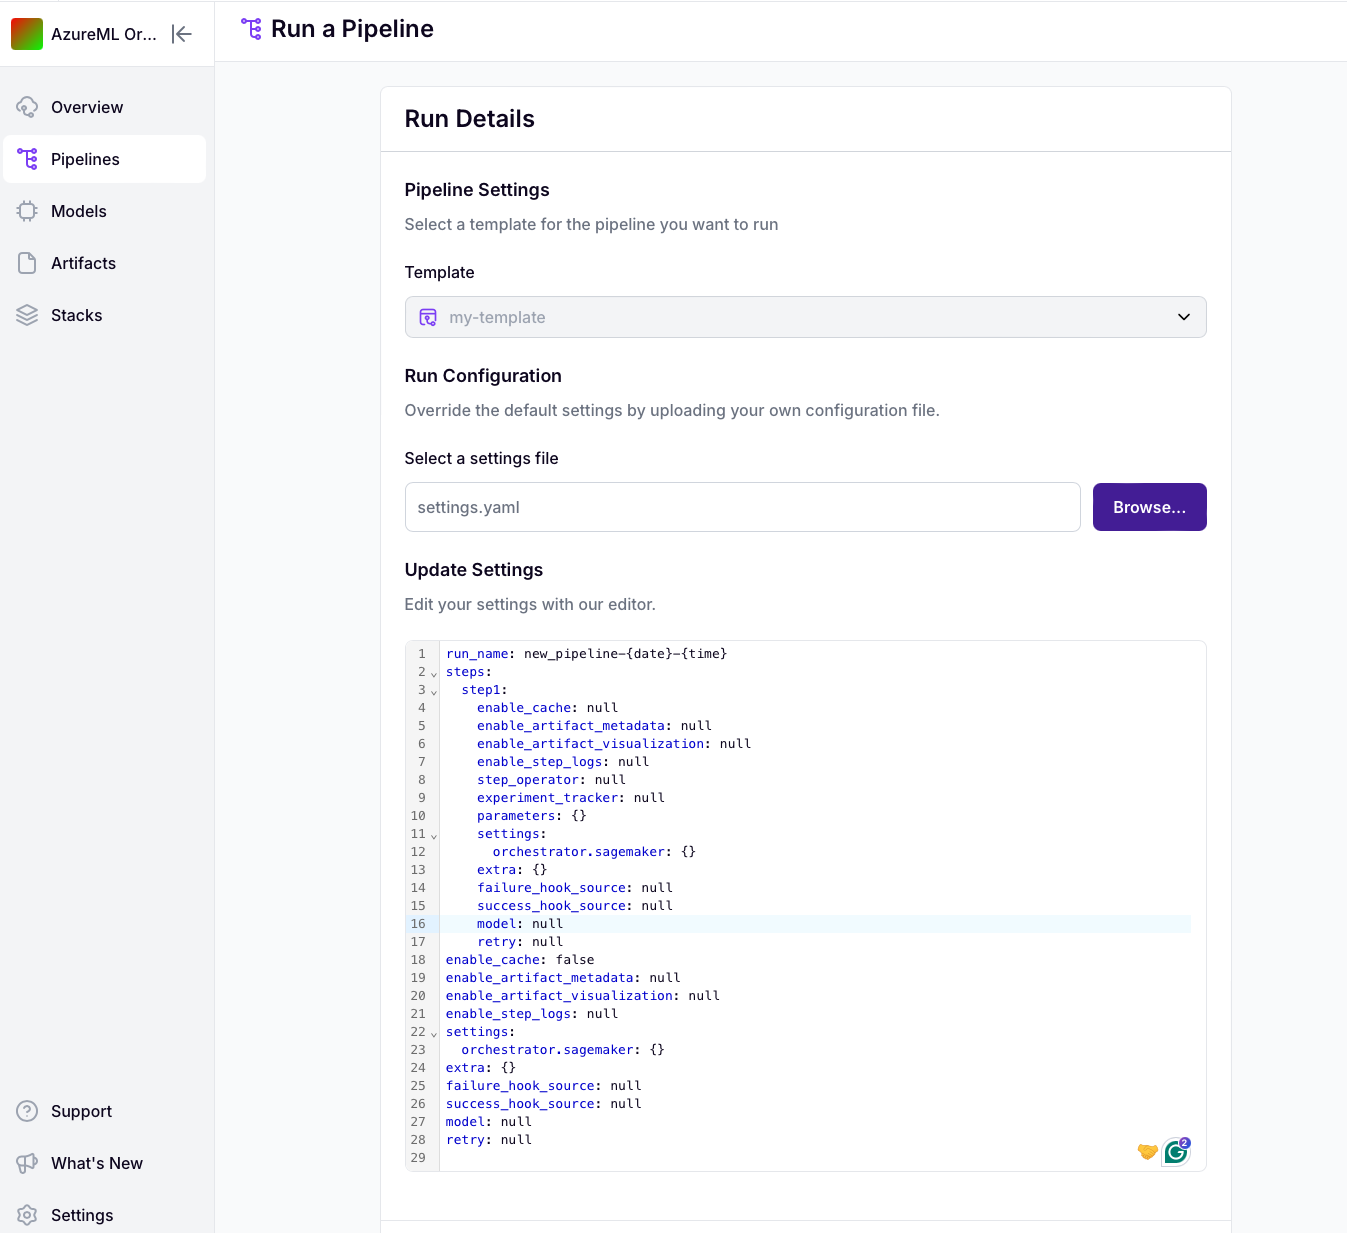 AzureML Or...
Run a Pipeline
Overview
Pipelines
Models
Artifacts
Stacks
Support
What's New
Settings
Run Details
Pipeline Settings
Select a template for the pipeline you want to run
Template
my-template
Run Configuration
Override the default settings by uploading your own configuration file.
Select a settings file
settings.yaml
Browse...
Update Settings
Edit your settings with our editor.
1 run_name: new_pipeline-{date}-{time}
2 steps:
3   step1:
4     enable_cache: null
5     enable_artifact_metadata: null
6     enable_artifact_visualization: null
7     enable_step_logs: null
8     step_operator: null
9     experiment_tracker: null
10     parameters: {}
11     settings:
12       orchestrator.sagemaker: {}
13     extra: {}
14     failure_hook_source: null
15     success_hook_source: null
16     model: null
17     retry: null
18 enable_cache: false
19 enable_artifact_metadata: null
20 enable_artifact_visualization: null
21 enable_step_logs: null
22 settings:
23   orchestrator.sagemaker: {}
24 extra: {}
25 failure_hook_source: null
26 success_hook_source: null
27 model: null
28 retry: null
29
2